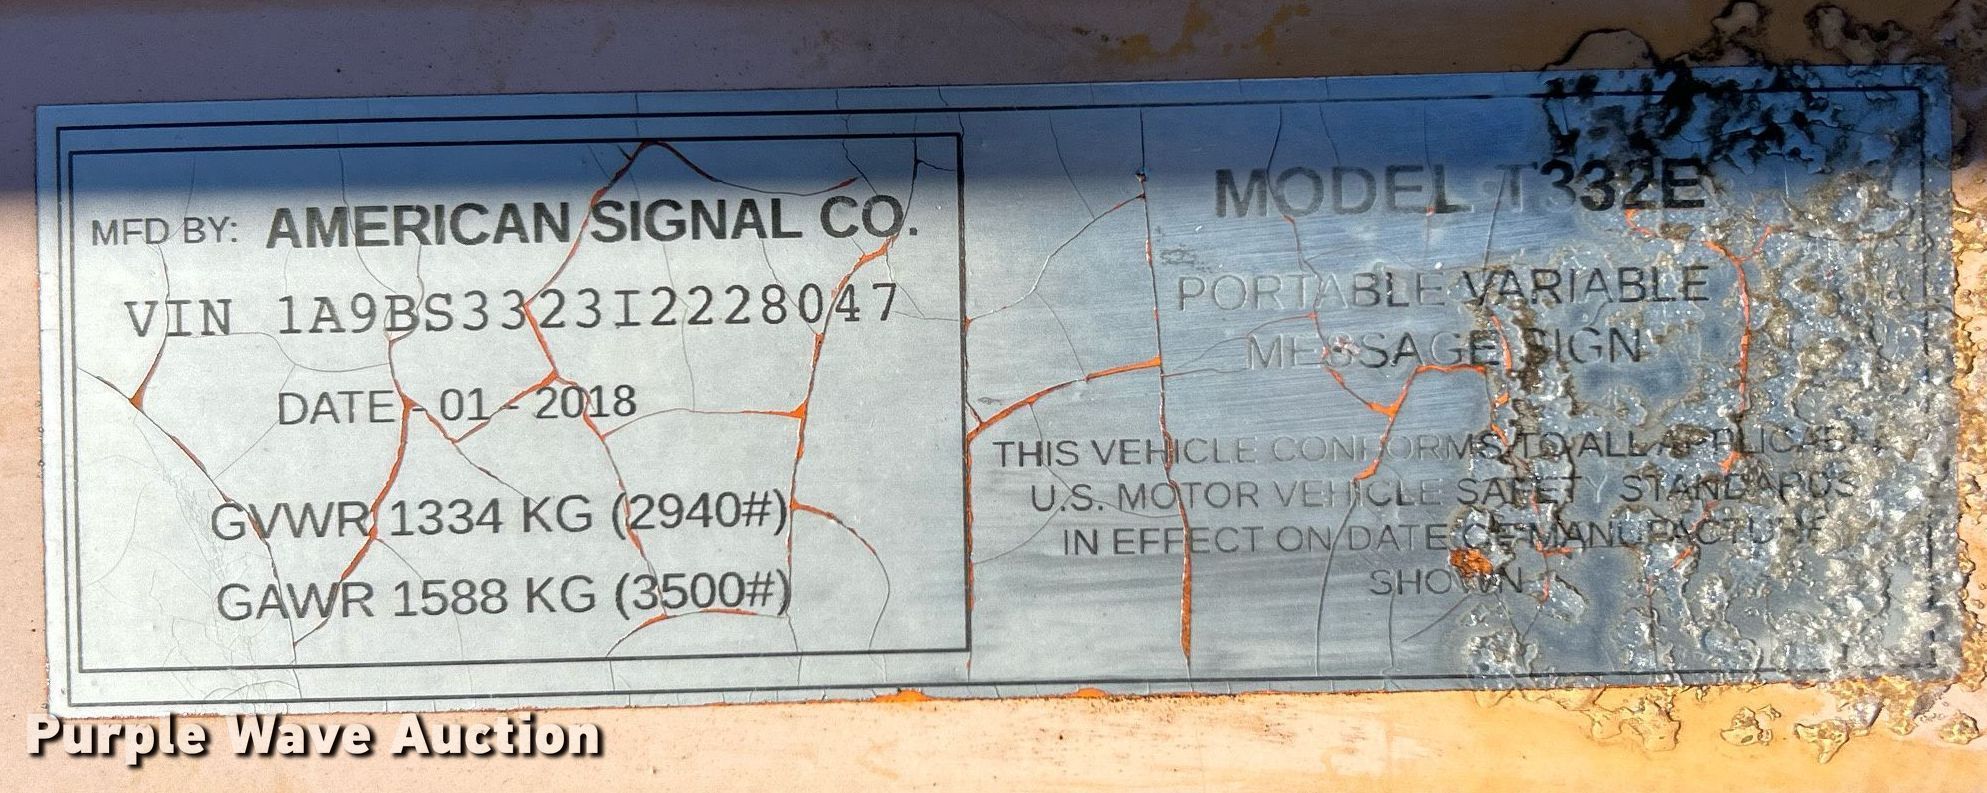 MFD BY: AMERICAN SIGNAL CO.
VIN 1A9BS3323I2228047
DATE - 01 - 2018
GVWR 1334 KG (2940#)
GAWR 1588 KG (3500#)
MODEL T332E
PORTABLE VARIABLE
MESSAGE SIGN
THIS VEHICLE CONFORMS TO ALL
U.S. MOTOR VEHICLE SAFETY STANDARDS
IN EFFECT ON DATE OF MANUFACTURE
SHOWN
Purple Wave Auction